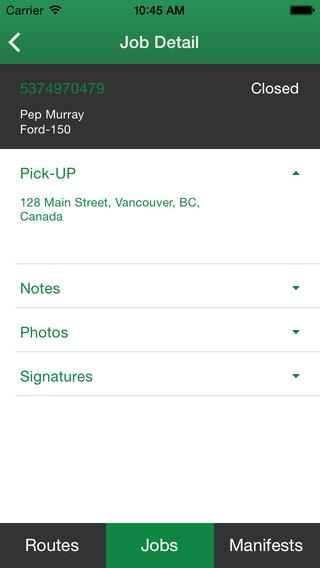 Carrier 10:45 AM
Job Detail
5374970479 Closed
Pep Murray
Ford-150
Pick-UP
128 Main Street, Vancouver, BC,
Canada
Notes
Photos
Signatures
Routes Jobs Manifests